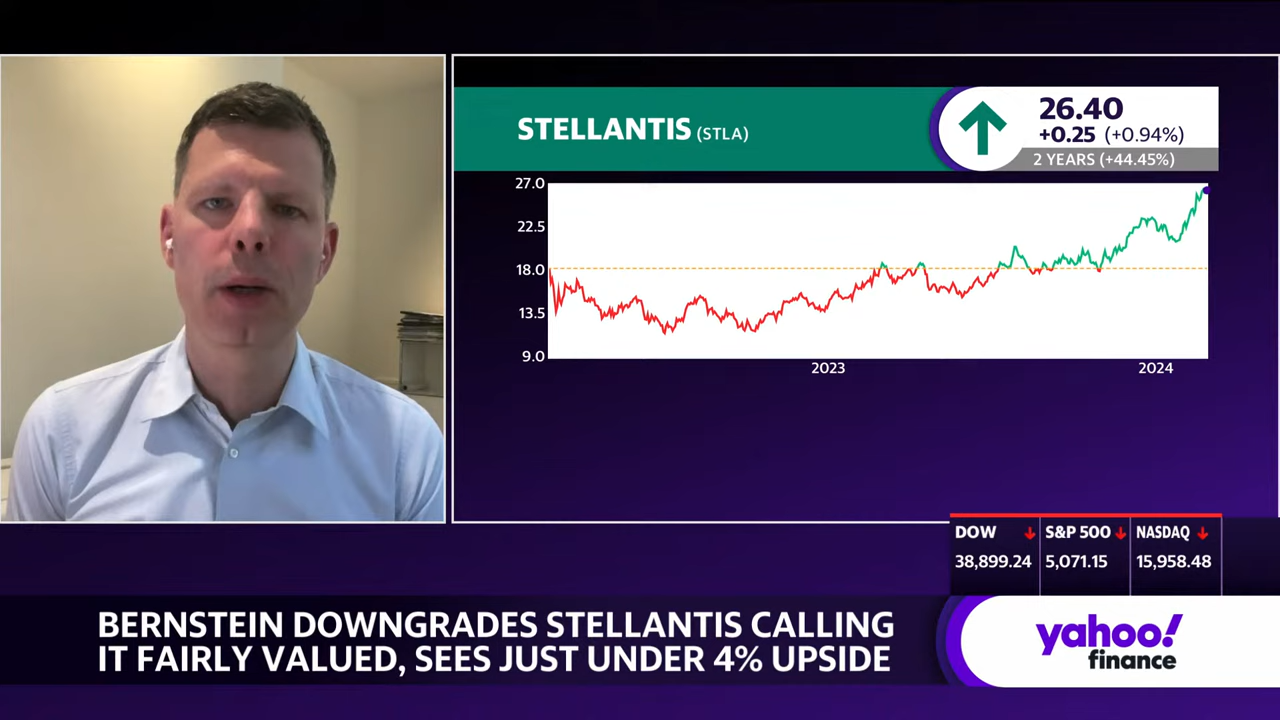 STELLANTIS (STLA)
26.40
+0.25 (+0.94%)
2 YEARS (+44.45%)
27.0
22.5
18.0
13.5
9.0
2023
2024
DOW S&P 500 NASDAQ
38,899.24 5,071.15 15,958.48
BERNSTEIN DOWNGRADES STELLANTIS CALLING
IT FAIRLY VALUED, SEES JUST UNDER 4% UPSIDE
yahoo!
finance